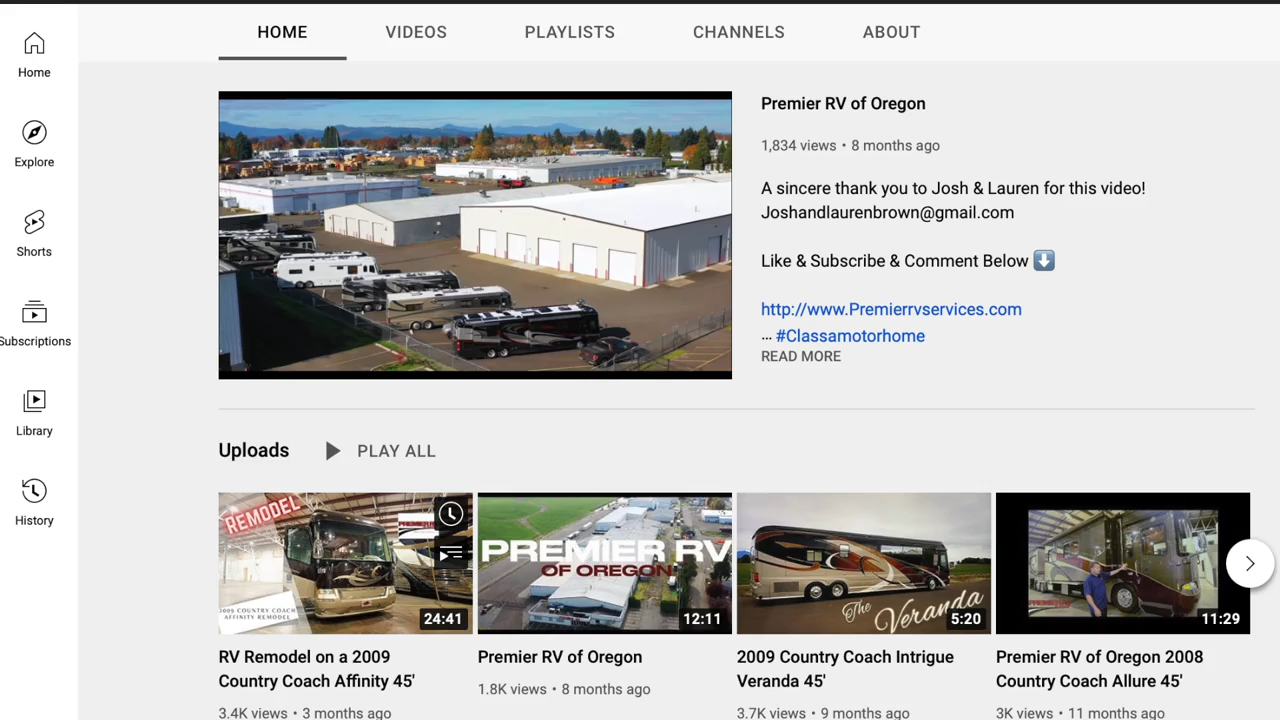 HOME VIDEOS PLAYLISTS CHANNELS ABOUT
Home
Explore
Shorts
Subscriptions
Library
History
Premier RV of Oregon
1,834 views • 8 months ago
A sincere thank you to Josh & Lauren for this video!
Joshandlaurenbrown@gmail.com
Like & Subscribe & Comment Below ⬇️
http://www.Premierrvservices.com
... #Classamotorhome
READ MORE
Uploads PLAY ALL
REMODEL
2009 COUNTRY COACH
AFFINITY REMODEL
24:41
RV Remodel on a 2009
Country Coach Affinity 45'
3.4K views • 3 months ago
PREMIER RV
OF OREGON
12:11
Premier RV of Oregon
1.8K views • 8 months ago
The Veranda
5:20
2009 Country Coach Intrigue
Veranda 45'
3.7K views • 9 months ago
11:29
Premier RV of Oregon 2008
Country Coach Allure 45'
3K views • 11 months ago